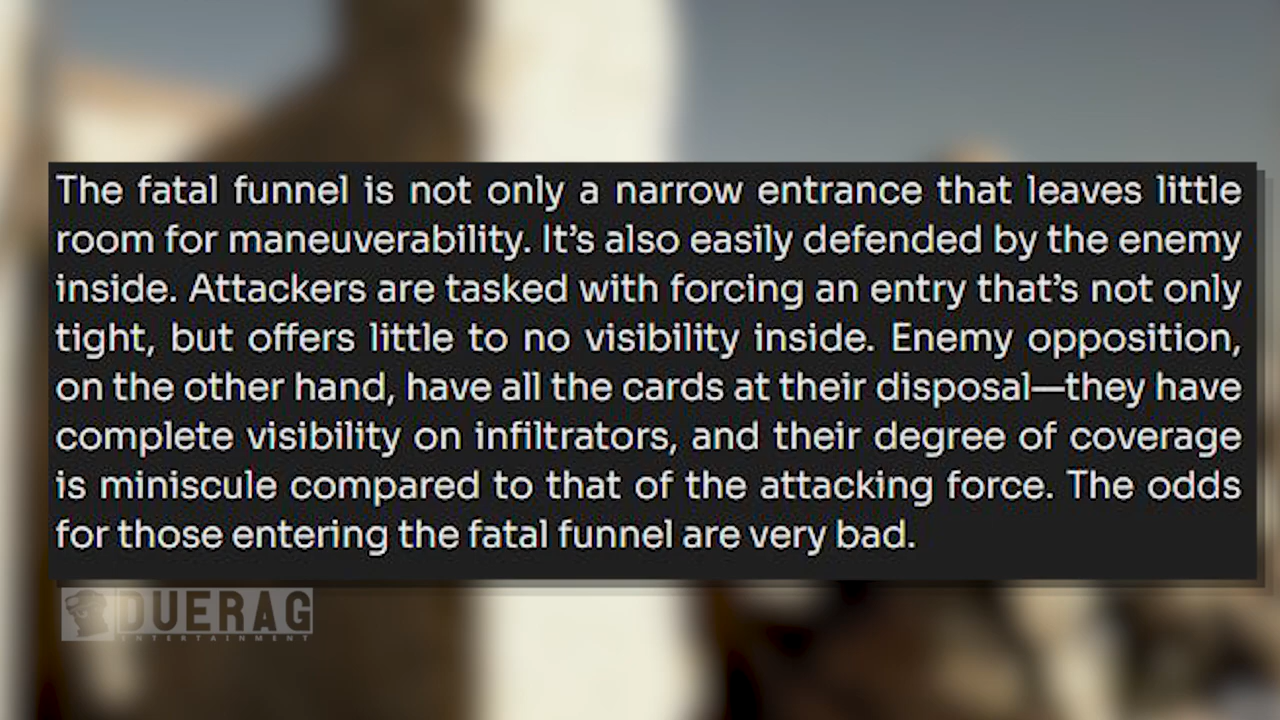 The fatal funnel is not only a narrow entrance that leaves little
room for maneuverability. It’s also easily defended by the enemy
inside. Attackers are tasked with forcing an entry that’s not only
tight, but offers little to no visibility inside. Enemy opposition,
on the other hand, have all the cards at their disposal—they have
complete visibility on infiltrators, and their degree of coverage
is miniscule compared to that of the attacking force. The odds
for those entering the fatal funnel are very bad.
DUERAG
ENTERTAINMENT